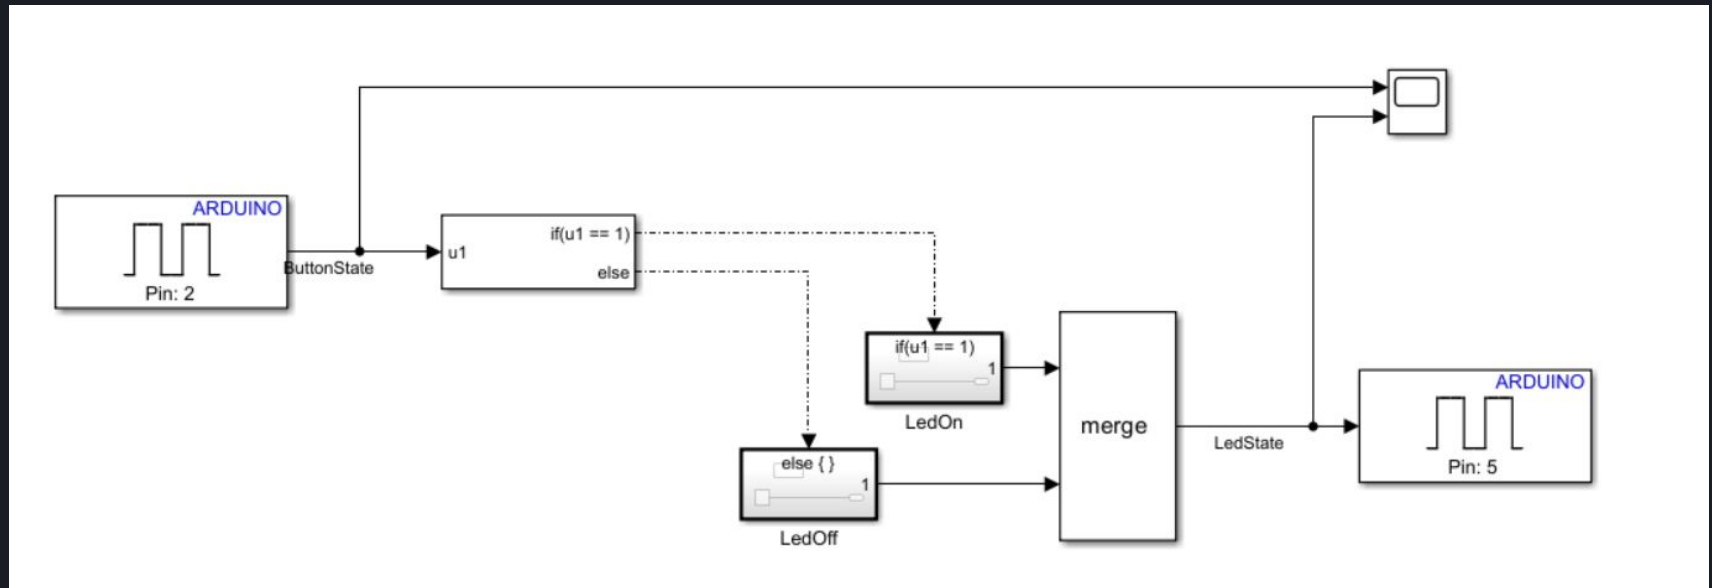 ARDUINO
Pin: 2
ButtonState
u1
if(u1 == 1)
else
if(u1 == 1)
1
LedOn
else { }
1
LedOff
merge
LedState
ARDUINO
Pin: 5